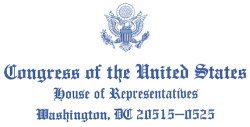 Congress of the United States
House of Representatives
Washington, DC 20515–0525